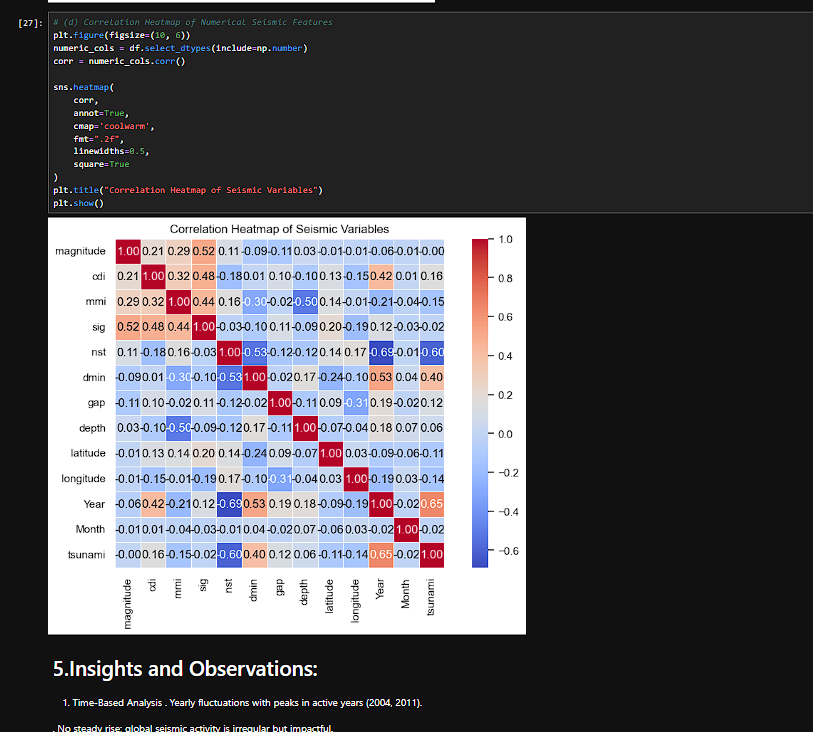 [27]: # (d) Correlation Heatmap of Numerical Seismic Features
plt.figure(figsize=(10, 6))
numeric_cols = df.select_dtypes(include=np.number)
corr = numeric_cols.corr()
sns.heatmap(
corr,
annot=True,
cmap='coolwarm',
fmt=".2f",
linewidths=0.5,
square=True
)
plt.title("Correlation Heatmap of Seismic Variables")
plt.show()
Correlation Heatmap of Seismic Variables
magnitude 1.00 0.21 0.29 0.52 0.11 -0.09 -0.11 0.03 -0.01 -0.01 -0.06 -0.01 -0.00
cdi 0.21 1.00 0.32 0.48 -0.18 0.01 0.10 -0.10 0.13 -0.15 0.42 0.01 0.16
mmi 0.29 0.32 1.00 0.44 0.16 -0.30 -0.02 -0.50 0.14 -0.01 -0.21 -0.04 -0.15
sig 0.52 0.48 0.44 1.00 -0.03 -0.10 0.11 -0.09 0.20 -0.19 0.12 -0.03 -0.02
nst 0.11 -0.18 0.16 -0.03 1.00 -0.53 -0.12 -0.12 0.14 0.17 -0.69 -0.01 -0.60
dmin -0.09 0.01 -0.30 -0.10 -0.53 1.00 -0.02 0.17 -0.24 -0.10 0.53 0.04 0.40
gap -0.11 0.10 -0.02 0.11 -0.12 -0.02 1.00 -0.11 0.09 -0.31 0.19 -0.02 0.12
depth 0.03 -0.10 -0.50 -0.09 -0.12 0.17 -0.11 1.00 -0.07 -0.04 0.18 0.07 0.06
latitude -0.01 0.13 0.14 0.20 0.14 -0.24 0.09 -0.07 1.00 0.03 -0.09 -0.06 -0.11
longitude -0.01 -0.15 -0.01 -0.19 0.17 -0.10 -0.31 -0.04 0.03 1.00 -0.19 0.03 -0.14
Year -0.06 0.42 -0.21 0.12 -0.69 0.53 0.19 0.18 -0.09 -0.19 1.00 -0.02 0.65
Month -0.01 0.01 -0.04 -0.03 -0.01 0.04 -0.02 0.07 -0.06 0.03 -0.02 1.00 -0.02
tsunami -0.00 0.16 -0.15 -0.02 -0.60 0.40 0.12 0.06 -0.11 -0.14 0.65 -0.02 1.00
magnitude cdi mmi sig nst dmin gap depth latitude longitude Year Month tsunami
1.0
0.8
0.6
0.4
0.2
0.0
−0.2
−0.4
−0.6
5.Insights and Observations:
1. Time-Based Analysis . Yearly fluctuations with peaks in active years (2004, 2011).
. No steady rise; global seismic activity is irregular but impactful.